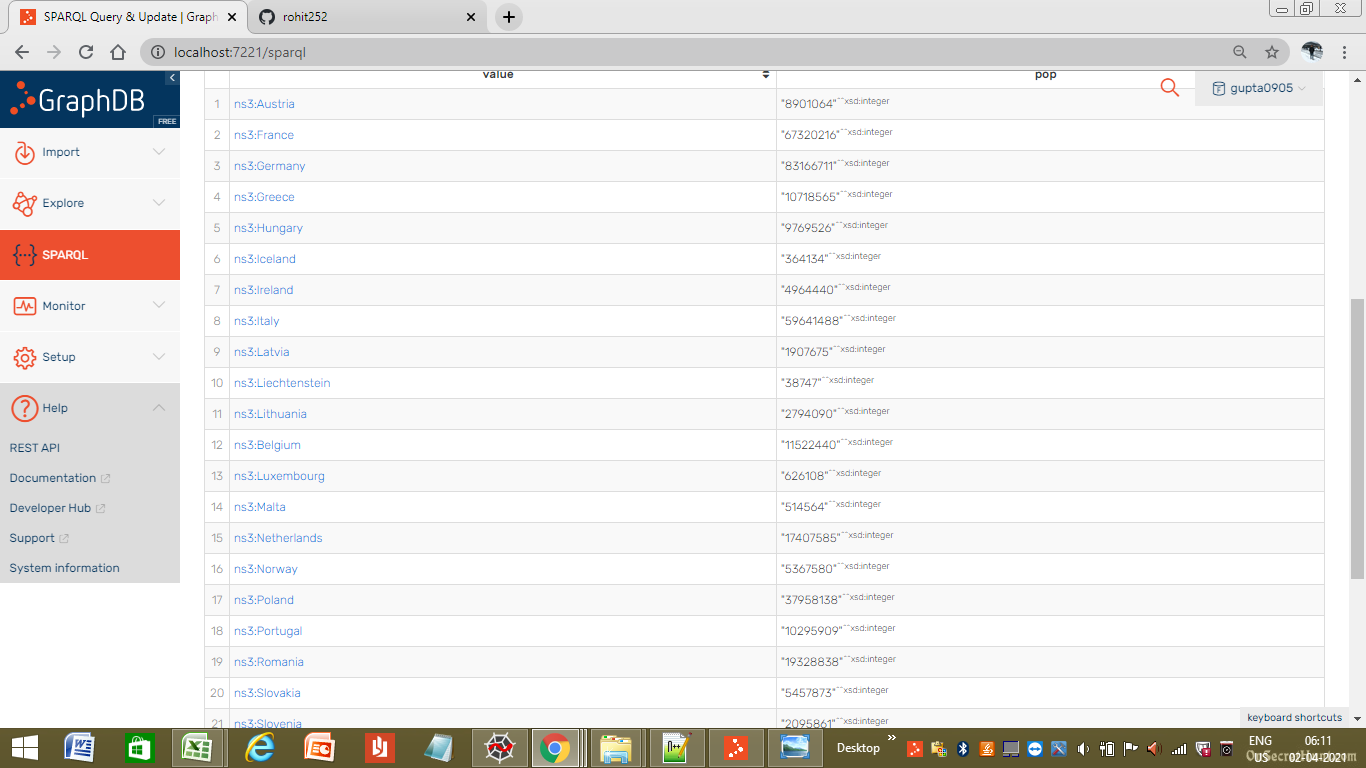 SPARQL Query & Update | Graph
rohit252
localhost:7221/sparql
GraphDB
FREE
value pop
gupta0905
Import
Explore
SPARQL
Monitor
Setup
Help
REST API
Documentation
Developer Hub
Support
System information
1 ns3:Austria "8901064"^^xsd:integer
2 ns3:France "67320216"^^xsd:integer
3 ns3:Germany "83166711"^^xsd:integer
4 ns3:Greece "10718565"^^xsd:integer
5 ns3:Hungary "9769526"^^xsd:integer
6 ns3:Iceland "364134"^^xsd:integer
7 ns3:Ireland "4964440"^^xsd:integer
8 ns3:Italy "59641488"^^xsd:integer
9 ns3:Latvia "1907675"^^xsd:integer
10 ns3:Liechtenstein "38747"^^xsd:integer
11 ns3:Lithuania "2794090"^^xsd:integer
12 ns3:Belgium "11522440"^^xsd:integer
13 ns3:Luxembourg "626108"^^xsd:integer
14 ns3:Malta "514564"^^xsd:integer
15 ns3:Netherlands "17407585"^^xsd:integer
16 ns3:Norway "5367580"^^xsd:integer
17 ns3:Poland "37958138"^^xsd:integer
18 ns3:Portugal "10295909"^^xsd:integer
19 ns3:Romania "19328838"^^xsd:integer
20 ns3:Slovakia "5457873"^^xsd:integer
21 ns3:Slovenia "2095861"^^xsd:integer
keyboard shortcuts
Desktop
ENG 06:11
US 02-04-2021